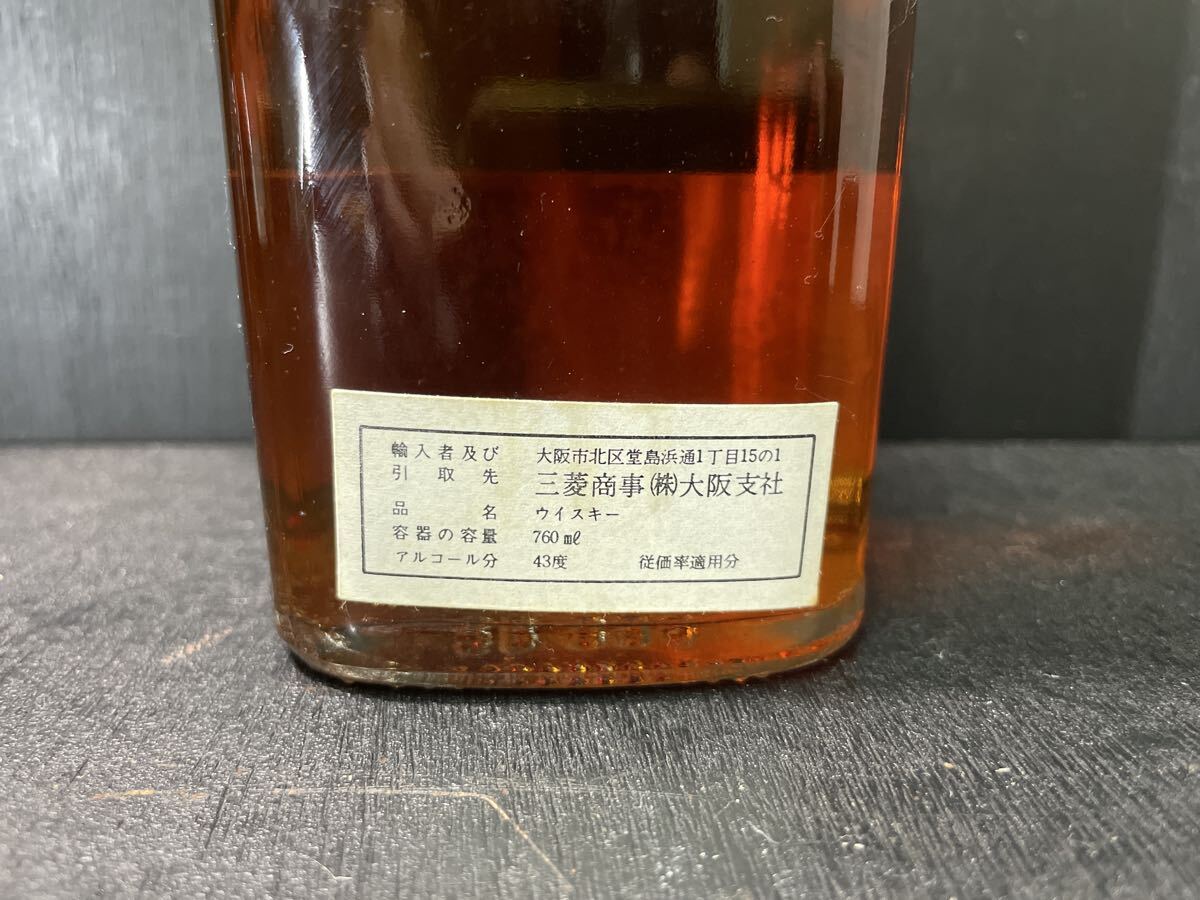 輸入者及び 大阪市北区堂島浜通1丁目15の1
引取先 三菱商事㈱大阪支社
品名 ウイスキー
容器の容量 760㎖
アルコール分 43度 従価率適用分